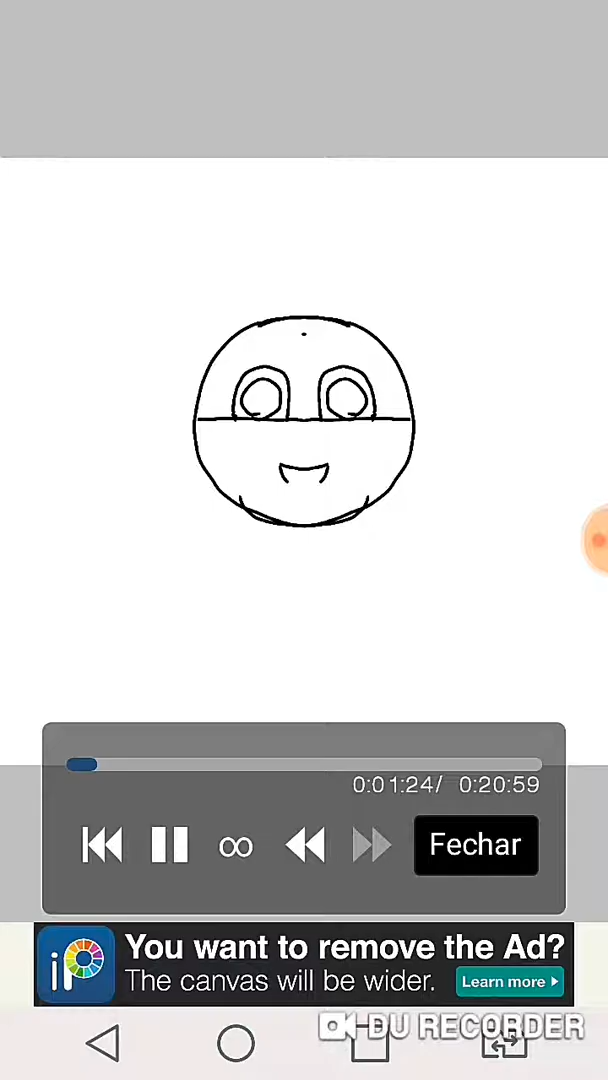 0:01:24/ 0:20:59
∞
Fechar
iP
You want to remove the Ad?
The canvas will be wider.
Learn more
DU RECORDER